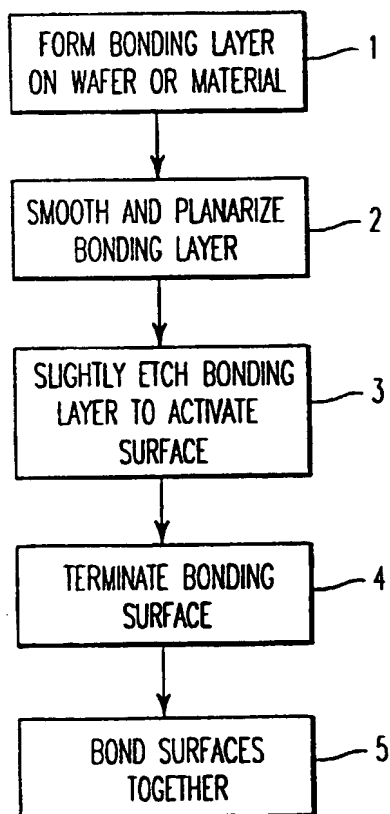 FORM BONDING LAYER
ON WAFER OR MATERIAL
1
SMOOTH AND PLANARIZE
BONDING LAYER
2
SLIGHTLY ETCH BONDING
LAYER TO ACTIVATE
SURFACE
3
TERMINATE BONDING
SURFACE
4
BOND SURFACES
TOGETHER
5